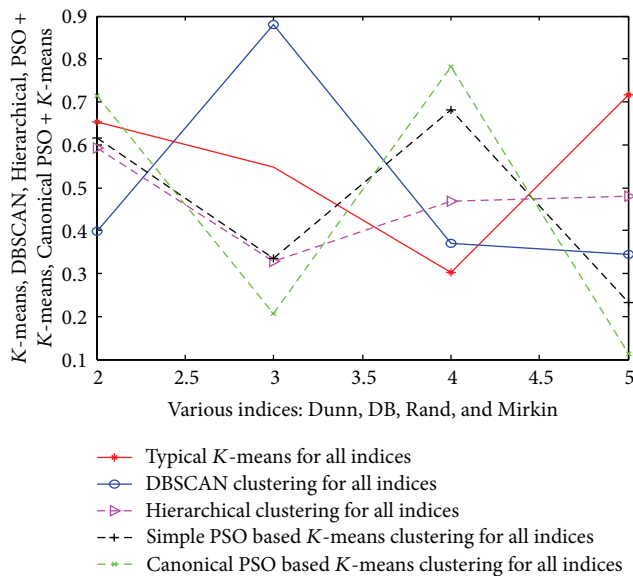 K-means, DBSCAN, Hierarchical, PSO +
K-means, Canonical PSO + K-means
0.9
0.8
0.7
0.6
0.5
0.4
0.3
0.2
0.1
2
2.5
3
3.5
4
4.5
5
Various indices: Dunn, DB, Rand, and Mirkin
Typical K-means for all indices
DBSCAN clustering for all indices
Hierarchical clustering for all indices
Simple PSO based K-means clustering for all indices
Canonical PSO based K-means clustering for all indices